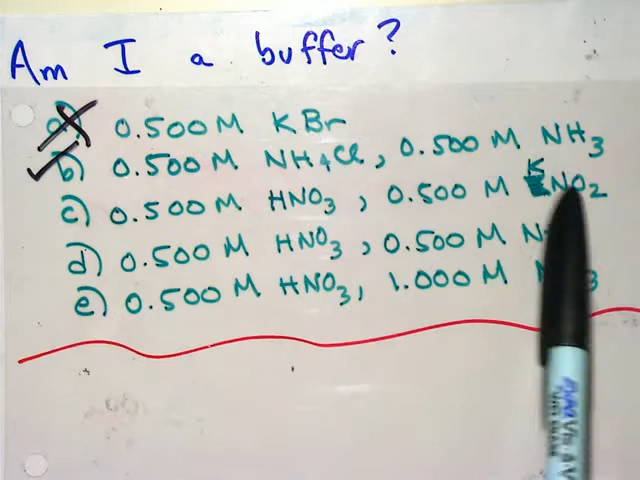 Am I a buffer?
a) 0.500 M KBr
b) 0.500 M NH4Cl, 0.500 M NH3
c) 0.500 M HNO3, 0.500 M KNO2
d) 0.500 M HNO3, 0.500 M N
e) 0.500 M HNO3, 1.000 M N 3